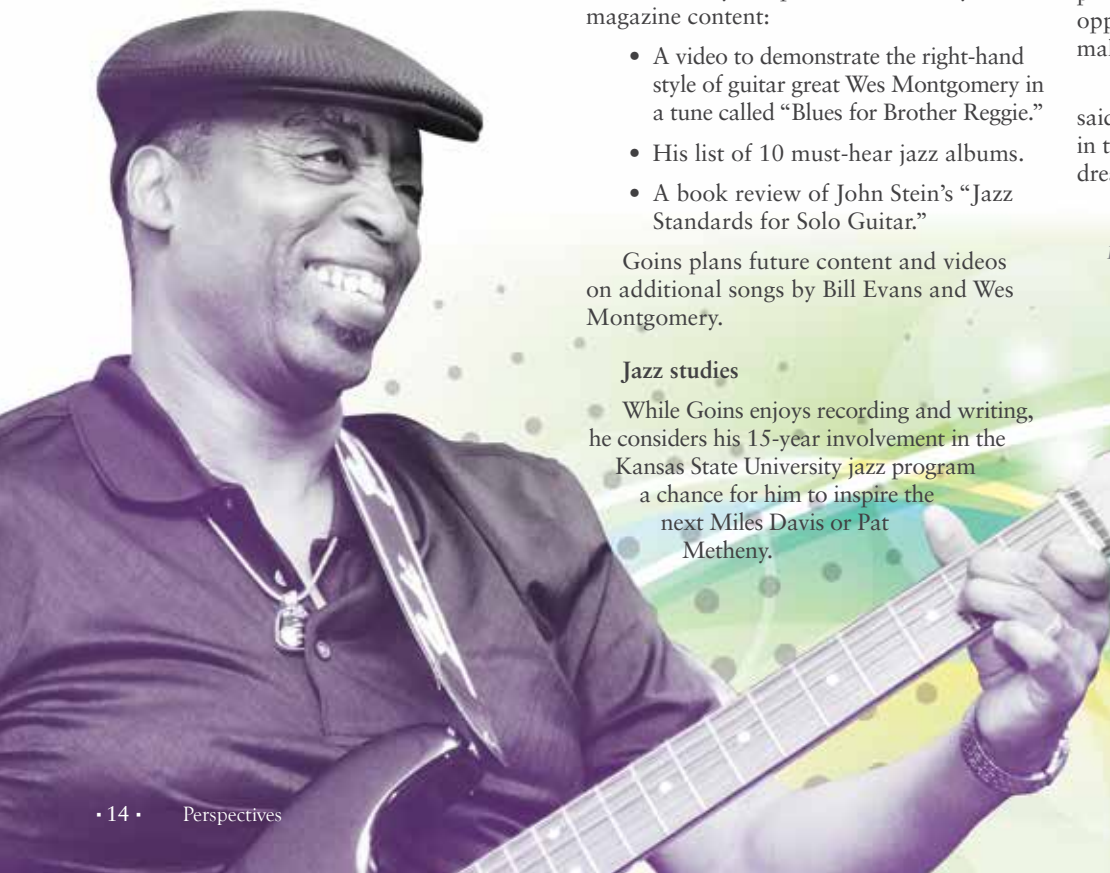 magazine content:
• A video to demonstrate the right-hand
style of guitar great Wes Montgomery in
a tune called “Blues for Brother Reggie.”
• His list of 10 must-hear jazz albums.
• A book review of John Stein’s “Jazz
Standards for Solo Guitar.”
Goins plans future content and videos
on additional songs by Bill Evans and Wes
Montgomery.
Jazz studies
While Goins enjoys recording and writing,
he considers his 15-year involvement in the
Kansas State University jazz program
a chance for him to inspire the
next Miles Davis or Pat
Metheny.
▪ 14 ▪ Perspectives